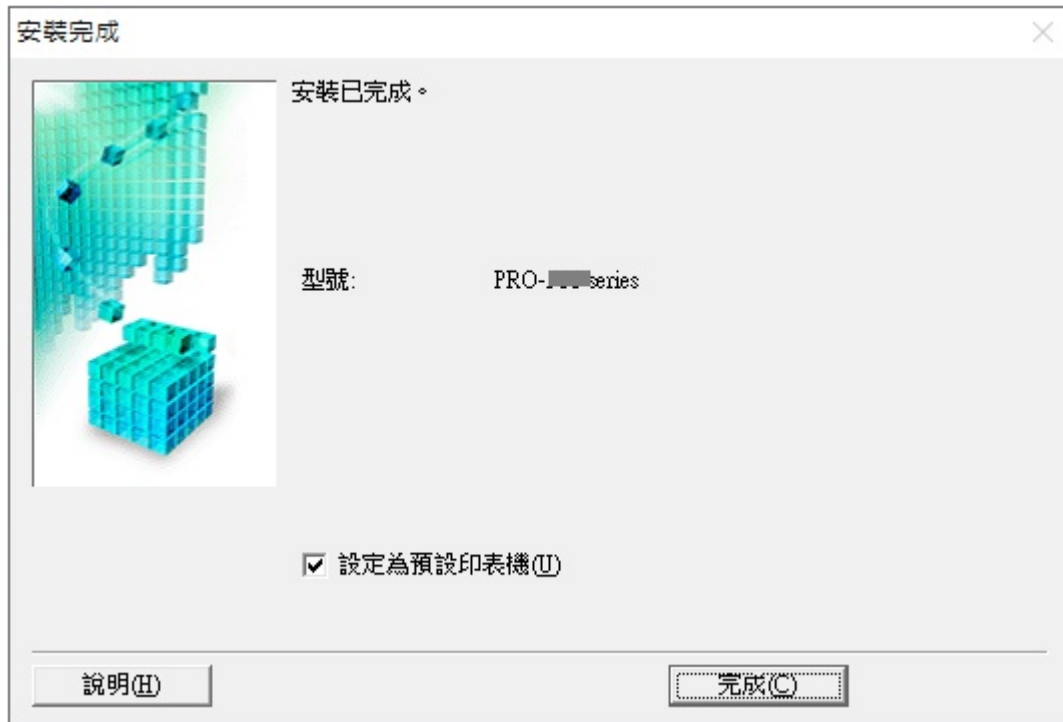 安裝完成
安裝已完成。
型號:
PRO- series
設定為預設印表機(U)
說明(H)
完成(C)